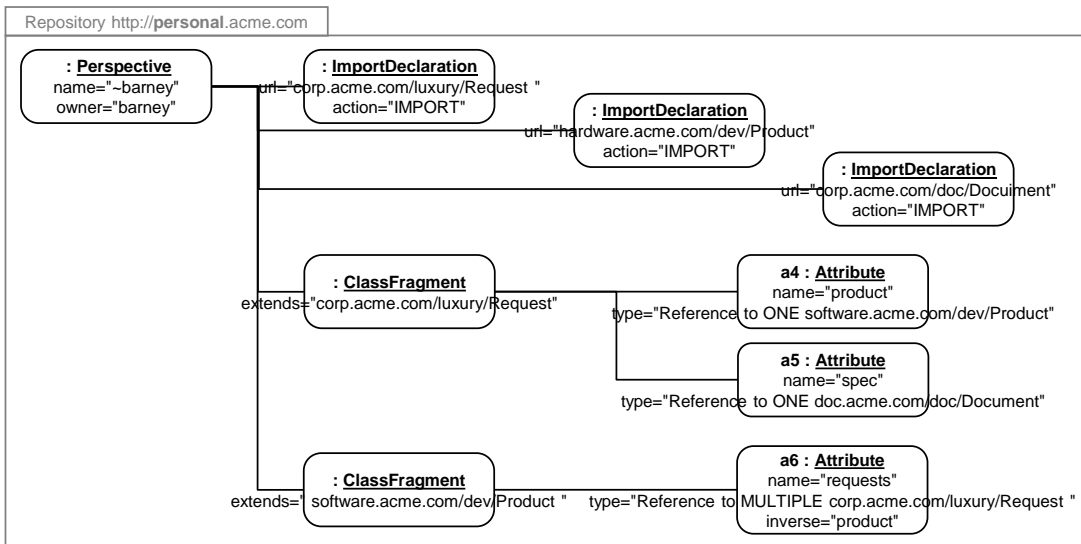 Repository http://personal.acme.com
: Perspective
name="~barney"
owner="barney"
: ImportDeclaration
url="corp.acme.com/luxury/Request "
action="IMPORT"
: ImportDeclaration
url="hardware.acme.com/dev/Product"
action="IMPORT"
: ImportDeclaration
url="corp.acme.com/doc/Docuiment"
action="IMPORT"
: ClassFragment
extends="corp.acme.com/luxury/Request"
a4 : Attribute
name="product"
type="Reference to ONE software.acme.com/dev/Product"
a5 : Attribute
name="spec"
type="Reference to ONE doc.acme.com/doc/Document"
: ClassFragment
extends=" software.acme.com/dev/Product "
a6 : Attribute
name="requests"
type="Reference to MULTIPLE corp.acme.com/luxury/Request "
inverse="product"